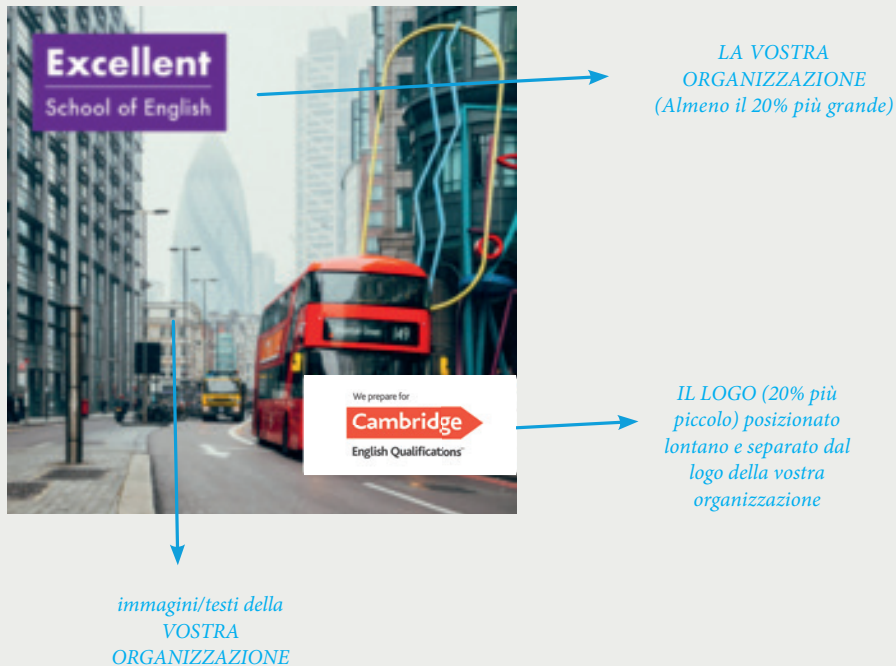 Excellent
School of English
LA VOSTRA
ORGANIZZAZIONE
(Almeno il 20% più grande)
149
We prepare for
Cambridge
English Qualifications
IL LOGO (20% più
piccolo) posizionato
lontano e separato dal
logo della vostra
organizzazione
immagini/testi della
VOSTRA
ORGANIZZAZIONE